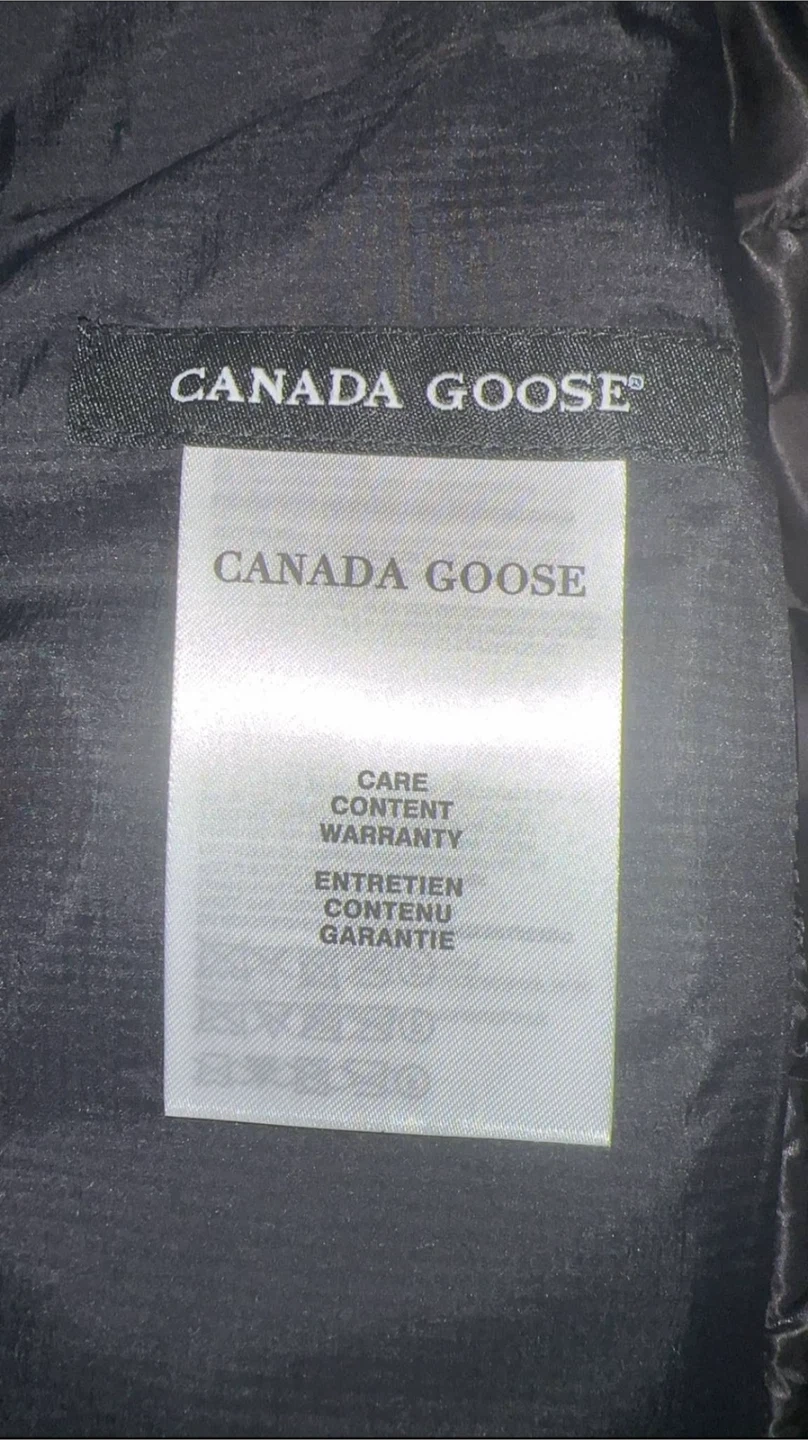 CANADA GOOSE®
CANADA GOOSE
CARE
CONTENT
WARRANTY
ENTRETIEN
CONTENU
GARANTIE